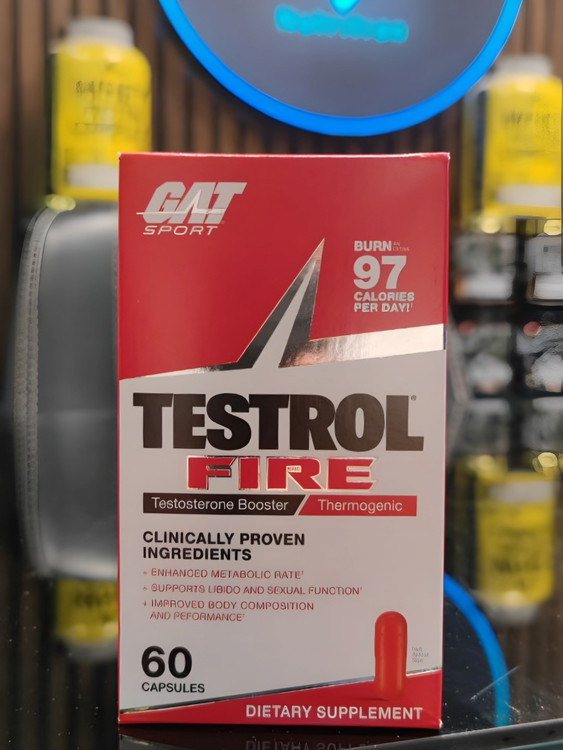 GAT
SPORT
BURN
97
CALORIES
PER DAY!†
TESTROL®
FIRE
Testosterone Booster
Thermogenic
CLINICALLY PROVEN
INGREDIENTS
+ ENHANCED METABOLIC RATE†
+ SUPPORTS LIBIDO AND SEXUAL FUNCTION†
+ IMPROVED BODY COMPOSITION
AND PEFORMANCE†
60
CAPSULES
DIETARY SUPPLEMENT